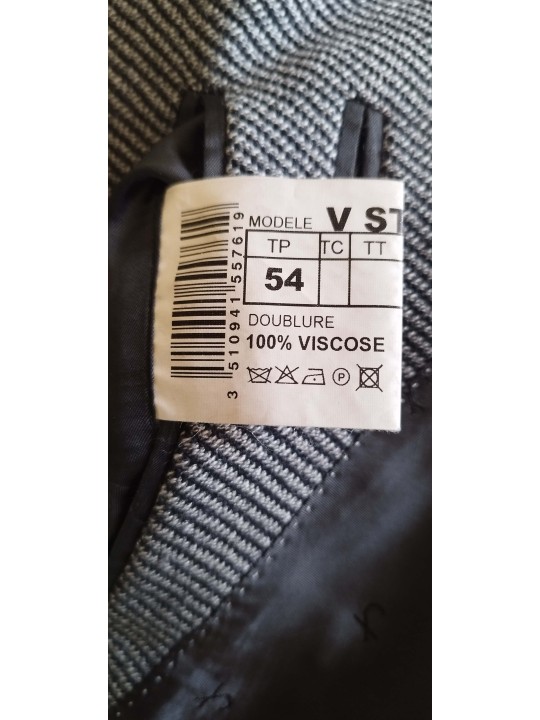 MODELE V ST
TP TC TT
54
DOUBLURE
100% VISCOSE
P
3 510941 557619